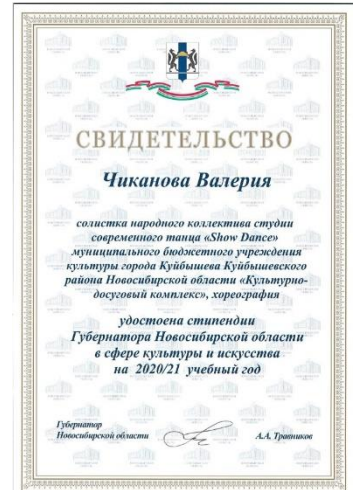 СВИДЕТЕЛЬСТВО
Чиканова Валерия
солистка народного коллектива студии
современного танца «Show Dance»
муниципального бюджетного учреждения
культуры города Куйбышева Куйбышевского
района Новосибирской области «Культурно-
досуговый комплекс», хореография
удостоена стипендии
Губернатора Новосибирской области
в сфере культуры и искусства
на 2020/21 учебный год
Губернатор
Новосибирской области
А.А. Травников